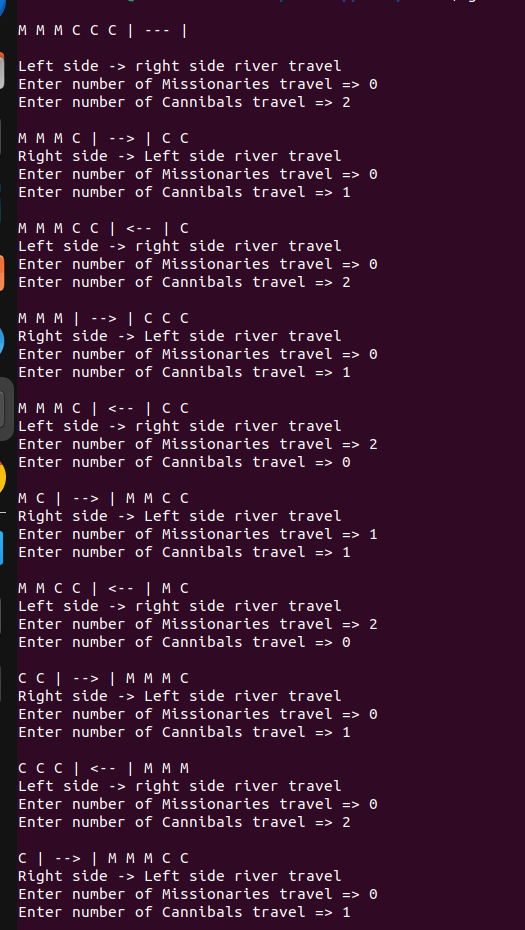 M M M C C C | --- |
Left side -> right side river travel
Enter number of Missionaries travel => 0
Enter number of Cannibals travel => 2
M M M C | --> | C C
Right side -> Left side river travel
Enter number of Missionaries travel => 0
Enter number of Cannibals travel => 1
M M M C C | <-- | C
Left side -> right side river travel
Enter number of Missionaries travel => 0
Enter number of Cannibals travel => 2
M M M | --> | C C C
Right side -> Left side river travel
Enter number of Missionaries travel => 0
Enter number of Cannibals travel => 1
M M M C | <-- | C C
Left side -> right side river travel
Enter number of Missionaries travel => 2
Enter number of Cannibals travel => 0
M C | --> | M M C C
Right side -> Left side river travel
Enter number of Missionaries travel => 1
Enter number of Cannibals travel => 1
M M C C | <-- | M C
Left side -> right side river travel
Enter number of Missionaries travel => 2
Enter number of Cannibals travel => 0
C C | --> | M M M C
Right side -> Left side river travel
Enter number of Missionaries travel => 0
Enter number of Cannibals travel => 1
C C C | <-- | M M M
Left side -> right side river travel
Enter number of Missionaries travel => 0
Enter number of Cannibals travel => 2
C | --> | M M M C C
Right side -> Left side river travel
Enter number of Missionaries travel => 0
Enter number of Cannibals travel => 1